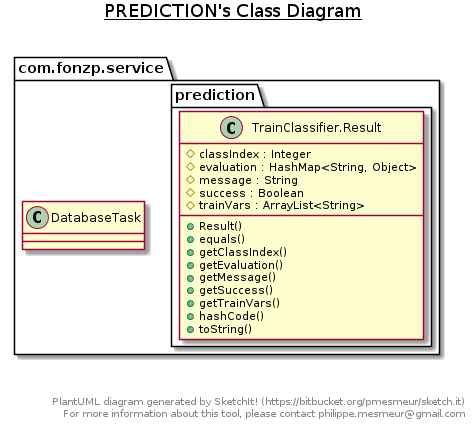 PREDICTION's Class Diagram
com.fonzp.service
prediction
C TrainClassifier.Result
classIndex : Integer
evaluation : HashMap<String, Object>
message : String
success : Boolean
trainVars : ArrayList<String>
Result()
equals()
getClassIndex()
getEvaluation()
getMessage()
getSuccess()
getTrainVars()
hashCode()
toString()
C DatabaseTask
PlantUML diagram generated by SketchIt! (https://bitbucket.org/pmesmeur/sketch.it)
For more information about this tool, please contact philippe.mesmeur@gmail.com